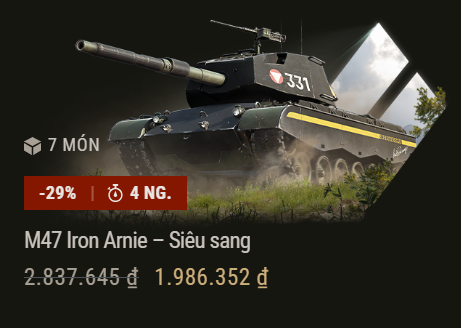 331
7 MÓN
-29% | 4 NG.
M47 Iron Arnie – Siêu sang
2.837.645 ₫ 1.986.352 ₫